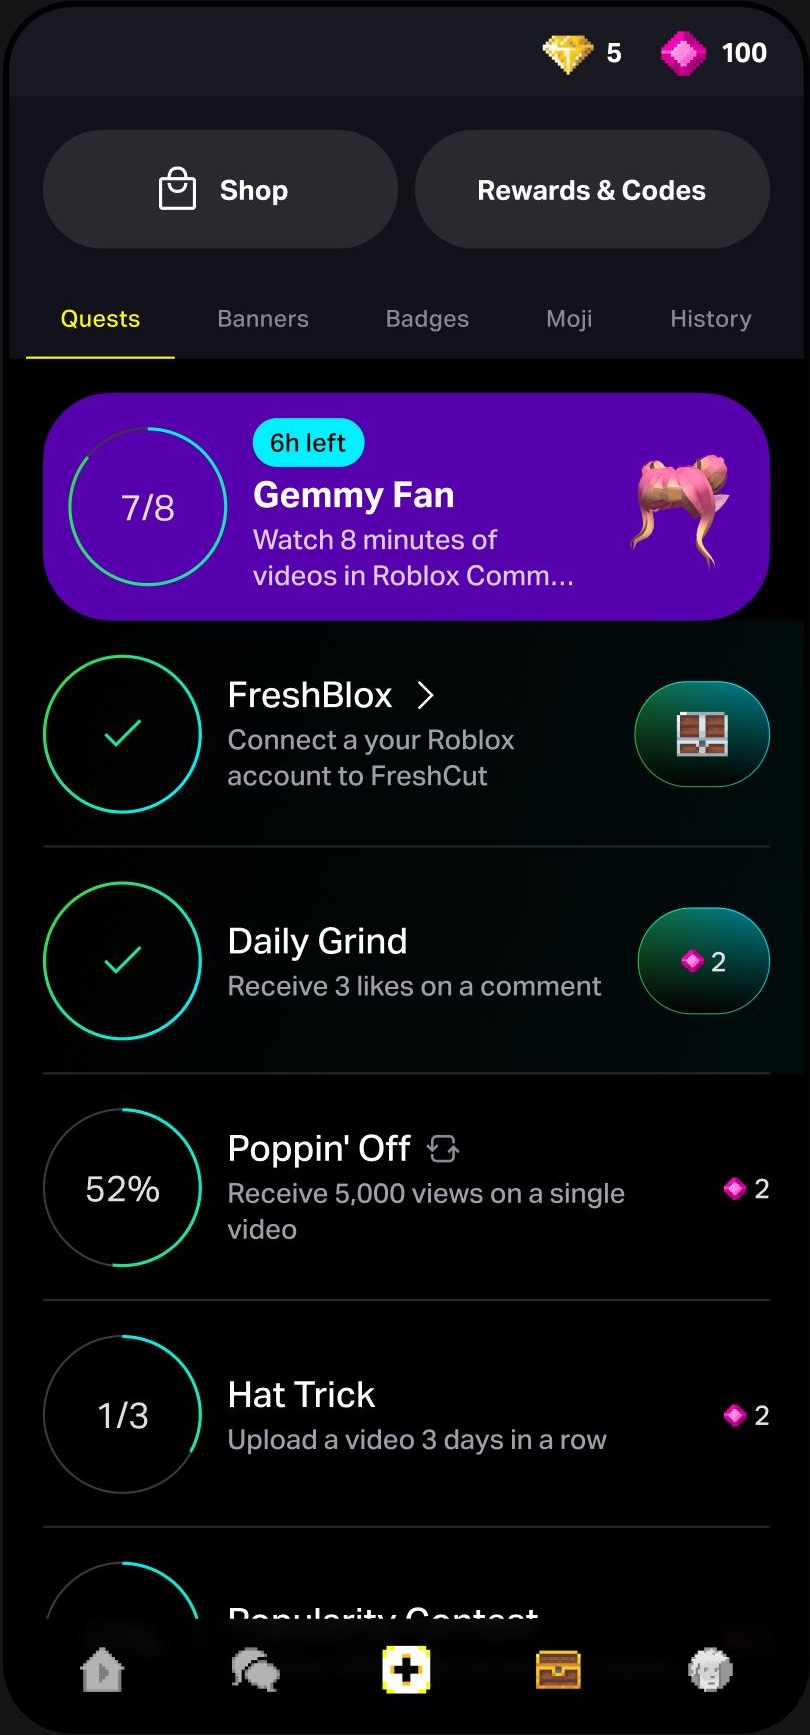 5 100
Shop Rewards & Codes
Quests Banners Badges Moji History
7/8
6h left
Gemmy Fan
Watch 8 minutes of
videos in Roblox Comm...
FreshBlox
Connect a your Roblox
account to FreshCut
Daily Grind
Receive 3 likes on a comment
2
52%
Poppin' Off
Receive 5,000 views on a single
video
2
1/3
Hat Trick
Upload a video 3 days in a row
2
Popularity Contest